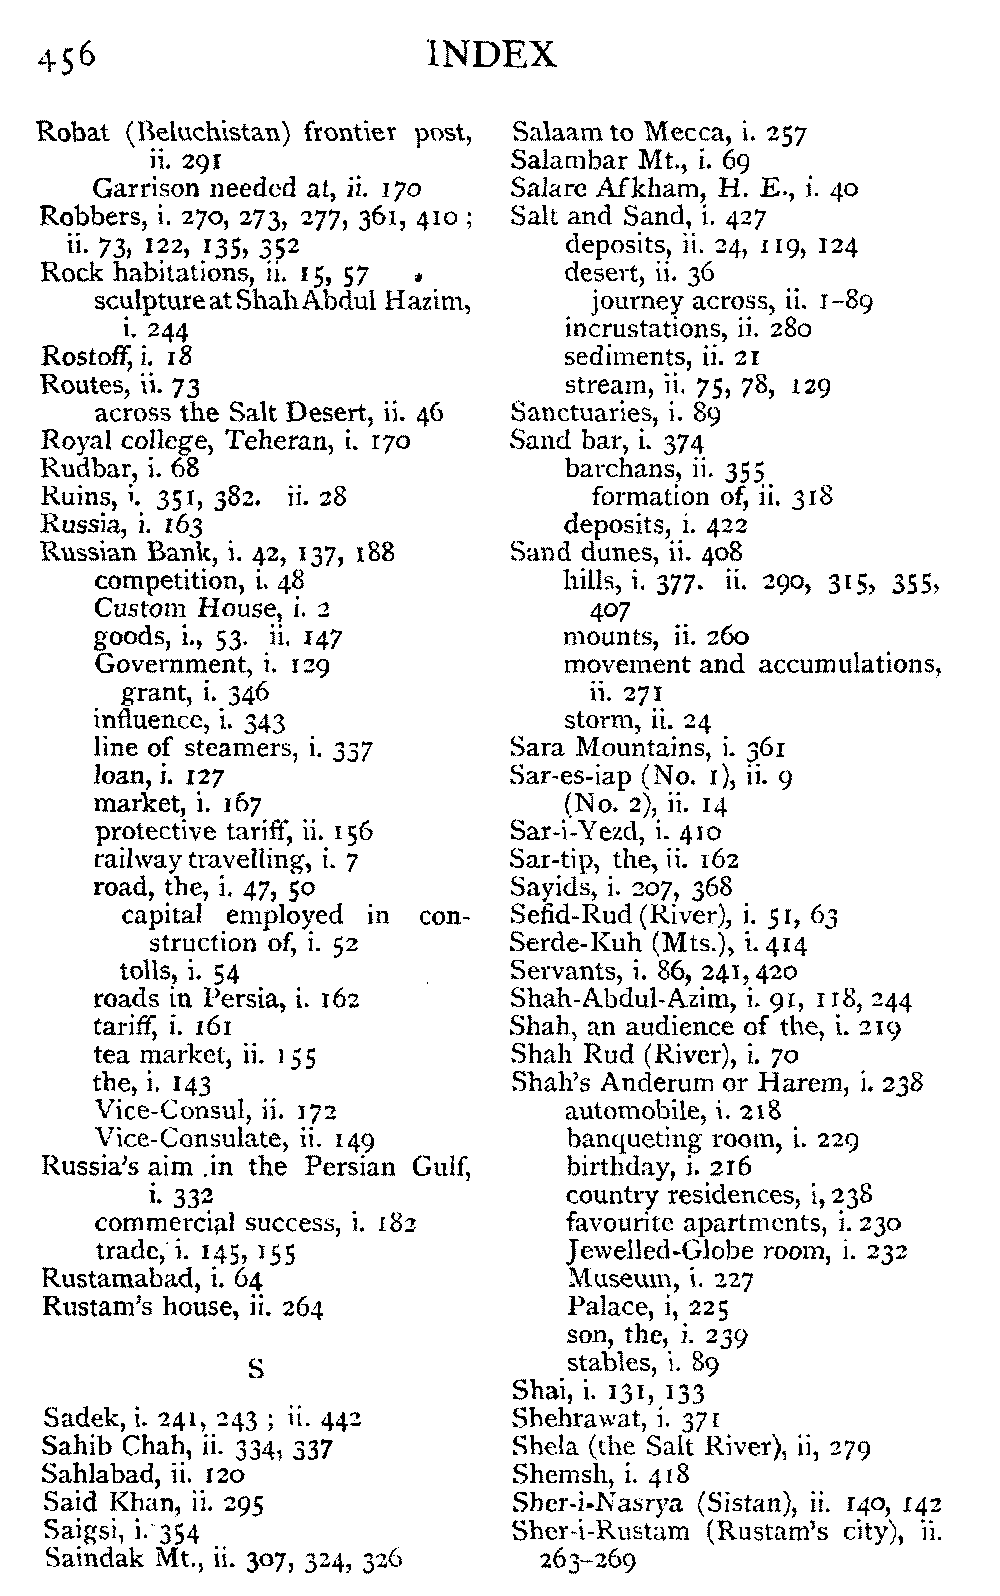 456
INDEX
Robat (Beluchistan) frontier post,
ii. 291
Garrison needed at, ii. 170
Robbers, i. 270, 273, 277, 361, 410 ;
ii. 73, 122, 135, 352
Rock habitations, ii. 15, 57
sculpture at Shah Abdul Hazim,
i. 244
Rostoff, i. 18
Routes, ii. 73
across the Salt Desert, ii. 46
Royal college, Teheran, i. 170
Rudbar, i. 68
Ruins, i. 351, 382. ii. 28
Russia, i. 163
Russian Bank, i. 42, 137, 188
competition, i. 48
Custom House, i. 2
goods, i., 53. ii. 147
Government, i. 129
grant, i. 346
influence, i. 343
line of steamers, i. 337
loan, i. 127
market, i. 167
protective tariff, ii. 156
railway travelling, i. 7
road, the, i. 47, 50
capital employed in con-
struction of, i. 52
tolls, i. 54
roads in Persia, i. 162
tariff, i. 161
tea market, ii. 155
the, i. 143
Vice-Consul, ii. 172
Vice-Consulate, ii. 149
Russia's aim in the Persian Gulf,
i. 332
commercial success, i. 182
trade, i. 145, 155
Rustamabad, i. 64
Rustam's house, ii. 264
S
Sadek, i. 241, 243 ; ii. 442
Sahib Chah, ii. 334, 337
Sahlabad, ii. 120
Said Khan, ii. 295
Saigsi, i. 354
Saindak Mt., ii. 307, 324, 326
Salaam to Mecca, i. 257
Salambar Mt., i. 69
Salare Afkham, H. E., i. 40
Salt and Sand, i. 427
deposits, ii. 24, 119, 124
desert, ii. 36
journey across, ii. 1-89
incrustations, ii. 280
sediments, ii. 21
stream, ii. 75, 78, 129
Sanctuaries, i. 89
Sand bar, i. 374
barchans, ii. 355
formation of, ii. 318
deposits, i. 422
Sand dunes, ii. 408
hills, i. 377. ii. 290, 315, 355,
407
mounts, ii. 260
movement and accumulations,
ii. 271
storm, ii. 24
Sara Mountains, i. 361
Sar-es-iap (No. 1), ii. 9
(No. 2), ii. 14
Sar-i-Yezd, i. 410
Sar-tip, the, ii. 162
Sayids, i. 207, 368
Sefid-Rud (River), i. 51, 63
Serde-Kuh (Mts.), i. 414
Servants, i. 86, 241, 420
Shah-Abdul-Azim, i. 91, 118, 244
Shah, an audience of the, i. 219
Shah Rud (River), i. 70
Shah's Anderum or Harem, i. 238
automobile, i. 218
banqueting room, i. 229
birthday, i. 216
country residences, i, 238
favourite apartments, i. 230
Jewelled-Globe room, i. 232
Museum, i. 227
Palace, i, 225
son, the, i. 239
stables, i. 89
Shai, i. 131, 133
Shehrawat, i. 371
Shela (the Salt River), ii, 279
Shemsh, i. 418
Sher-i-Nasrya (Sistan), ii. 140, 142
Sher-i-Rustam (Rustam's city), ii.
263-269